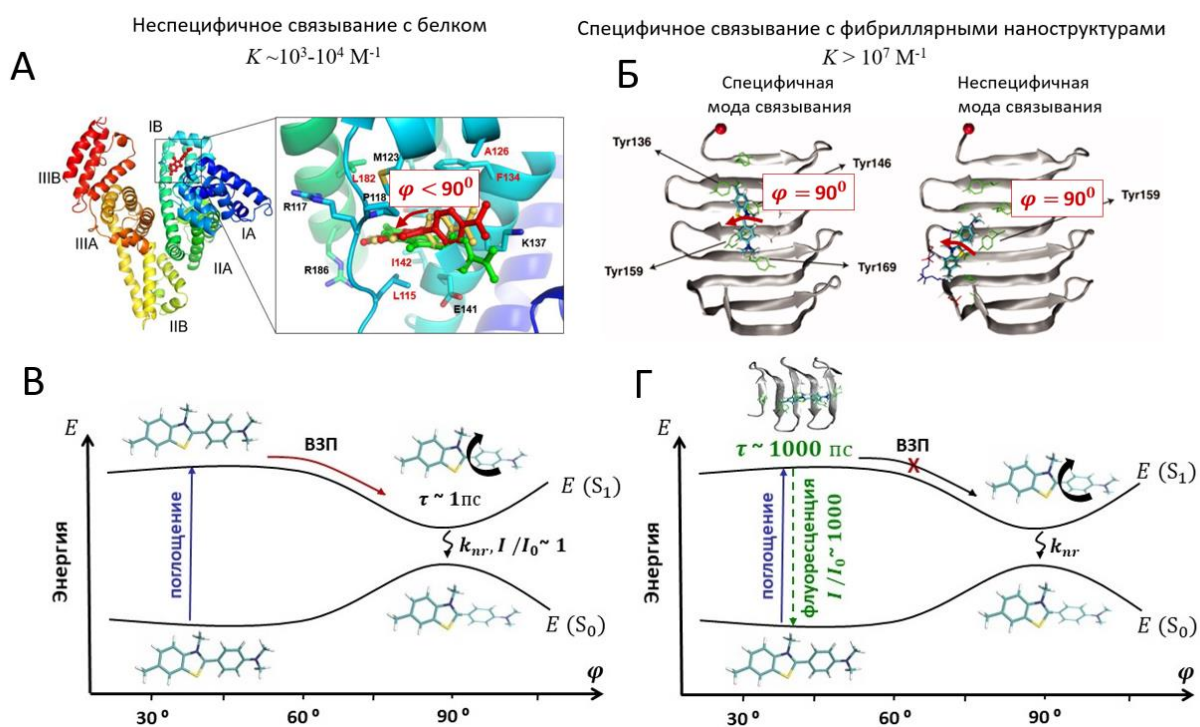 Неспецифичное связывание с белком
K ~10³-10⁴ M⁻¹
Специфичное связывание с фибриллярными наноструктурами
K > 10⁷ M⁻¹
А
IB
IIIB
IA
IIIA
IIA
IIB
M123
A126
L182
F134
P118
φ < 90⁰
R117
K137
R186
I142
L115
E141
Б
Специфичная
мода связывания
Неспецифичная
мода связывания
Tyr136
Tyr146
φ = 90⁰
Tyr159
Tyr169
φ = 90⁰
Tyr159
В
E
Энергия
поглощение
ВЗП
τ ~ 1пс
E (S₁)
kₙᵣ, I /I₀~ 1
E (S₀)
φ
30 ⁰
60 ⁰
90 ⁰
Г
E
Энергия
τ ~ 1000 пс
ВЗП
X
поглощение
флуоресценция
I /I₀~ 1000
E (S₁)
kₙᵣ
E (S₀)
φ
30 ⁰
60 ⁰
90 ⁰